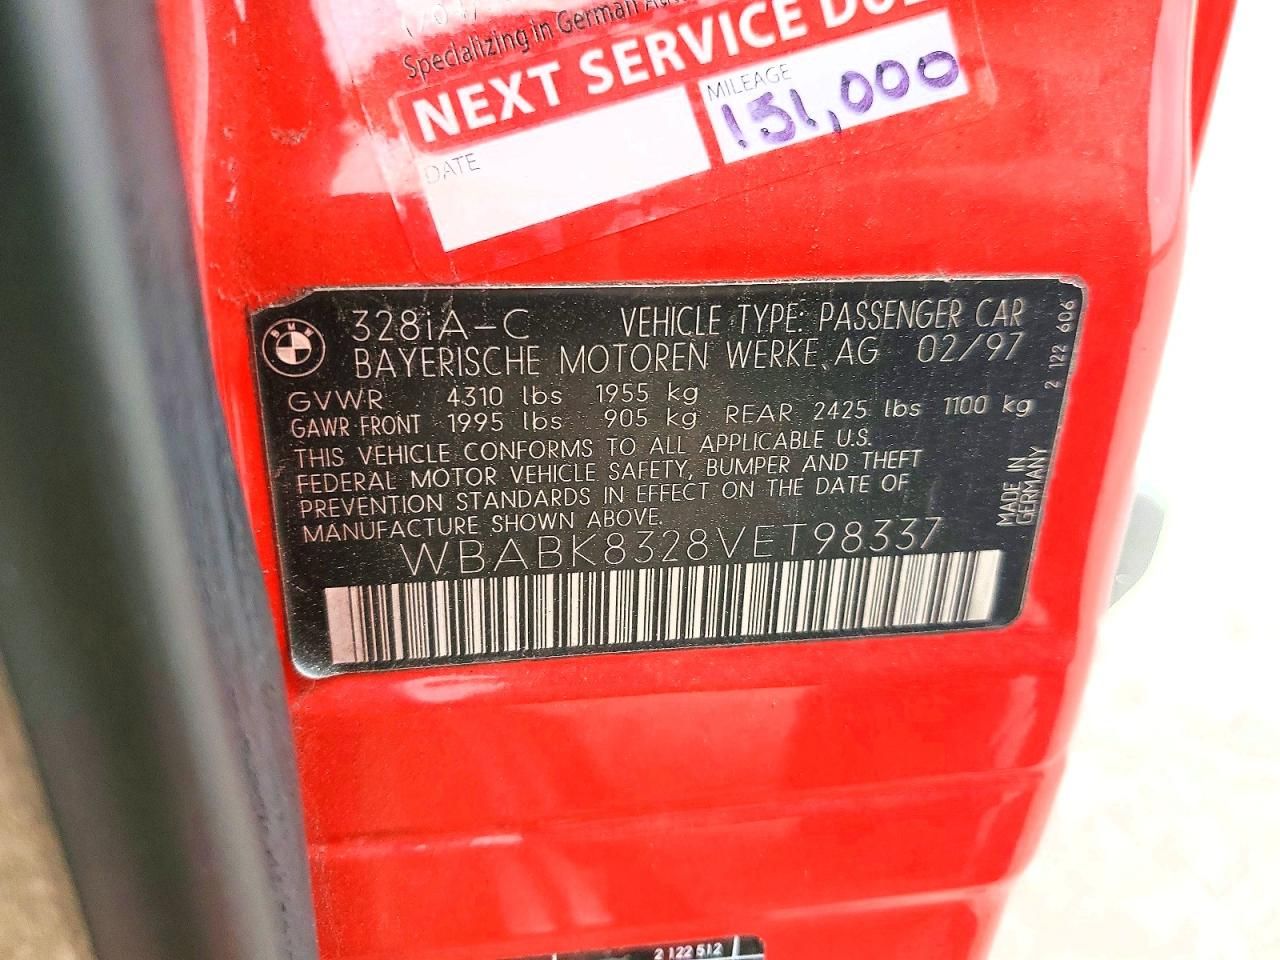 Specializing in German
NEXT SERVICE DUE
DATE
MILEAGE
151,000
BMW
328iA-C VEHICLE TYPE: PASSENGER CAR
BAYERISCHE MOTOREN WERKE, AG 02/97
GVWR 4310 lbs 1955 kg
GAWR FRONT 1995 lbs 905 kg REAR 2425 lbs 1100 kg
THIS VEHICLE CONFORMS TO ALL APPLICABLE U.S.
FEDERAL MOTOR VEHICLE SAFETY, BUMPER AND THEFT
PREVENTION STANDARDS IN EFFECT ON THE DATE OF
MANUFACTURE SHOWN ABOVE.
WBABK8328VET98337
MADE IN
GERMANY
2 122 606
2 122 512